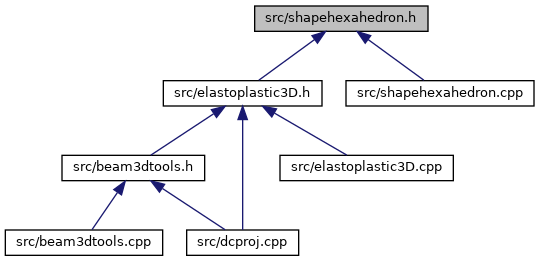 src/shapehexahedron.h
src/elastoplastic3D.h
src/shapehexahedron.cpp
src/beam3dtools.h
src/elastoplastic3D.cpp
src/beam3dtools.cpp
src/dcproj.cpp